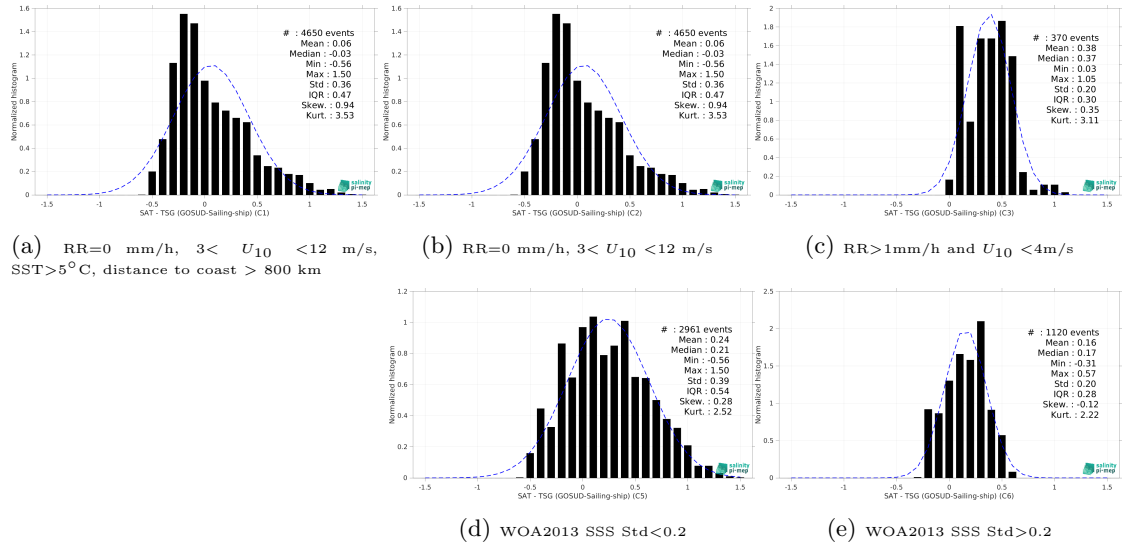 1.6
1.4
1.2
1
0.8
0.6
0.4
0.2
0
Normalized histogram
# : 4650 events
Mean : 0.06
Median : -0.03
Min : -0.56
Max : 1.50
Std : 0.36
IQR : 0.47
Skew. : 0.94
Kurt. : 3.53
salinity
pi-mep
-1.5 -1 -0.5 0 0.5 1 1.5
SAT - TSG (GOSUD-Sailing-ship) (C1)
(a) RR=0 mm/h, 3< U10 <12 m/s,
SST>5°C, distance to coast > 800 km
1.6
1.4
1.2
1
0.8
0.6
0.4
0.2
0
Normalized histogram
# : 4650 events
Mean : 0.06
Median : -0.03
Min : -0.56
Max : 1.50
Std : 0.36
IQR : 0.47
Skew. : 0.94
Kurt. : 3.53
salinity
pi-mep
-1.5 -1 -0.5 0 0.5 1 1.5
SAT - TSG (GOSUD-Sailing-ship) (C2)
(b) RR=0 mm/h, 3< U10 <12 m/s
2
1.8
1.6
1.4
1.2
1
0.8
0.6
0.4
0.2
0
Normalized histogram
# : 370 events
Mean : 0.38
Median : 0.37
Min : 0.03
Max : 1.05
Std : 0.20
IQR : 0.30
Skew. : 0.35
Kurt. : 3.11
salinity
pi-mep
-1.5 -1 -0.5 0 0.5 1 1.5
SAT - TSG (GOSUD-Sailing-ship) (C3)
(c) RR>1mm/h and U10 <4m/s
1.2
1
0.8
0.6
0.4
0.2
0
Normalized histogram
# : 2961 events
Mean : 0.24
Median : 0.21
Min : -0.56
Max : 1.50
Std : 0.39
IQR : 0.54
Skew. : 0.28
Kurt. : 2.52
salinity
pi-mep
-1.5 -1 -0.5 0 0.5 1 1.5
SAT - TSG (GOSUD-Sailing-ship) (C5)
(d) WOA2013 SSS Std<0.2
2.5
2
1.5
1
0.5
0
Normalized histogram
# : 1120 events
Mean : 0.16
Median : 0.17
Min : -0.31
Max : 0.57
Std : 0.20
IQR : 0.28
Skew. : -0.12
Kurt. : 2.22
salinity
pi-mep
-1.5 -1 -0.5 0 0.5 1 1.5
SAT - TSG (GOSUD-Sailing-ship) (C6)
(e) WOA2013 SSS Std>0.2